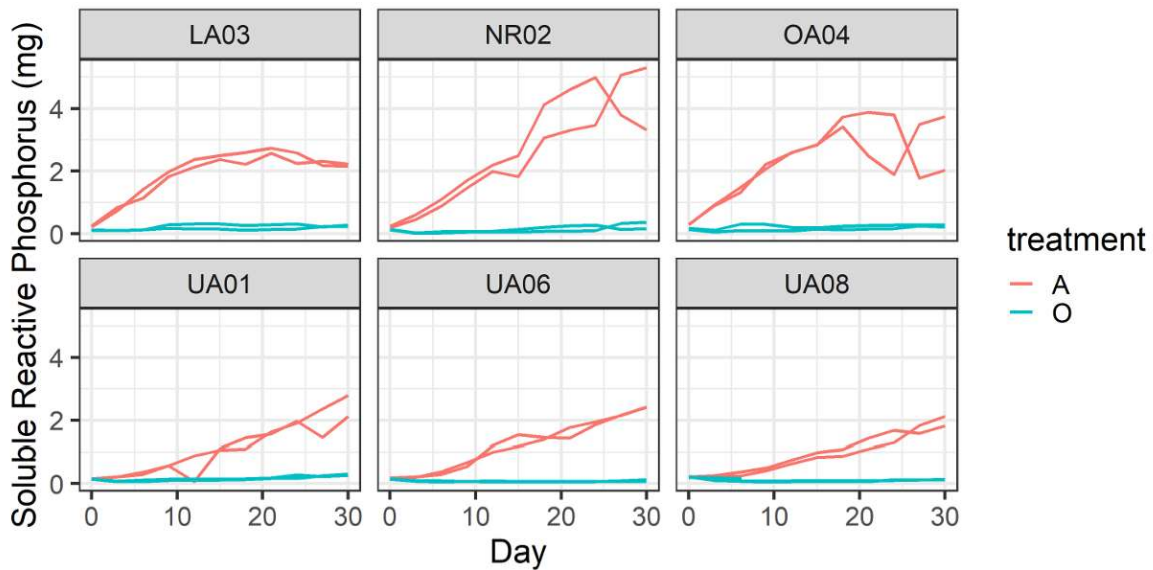 LA03 NR02 OA04
Soluble Reactive Phosphorus (mg)
4
2
0
treatment
A
O
UA01 UA06 UA08
4
2
0
0 10 20 30 0 10 20 30 0 10 20 30
Day